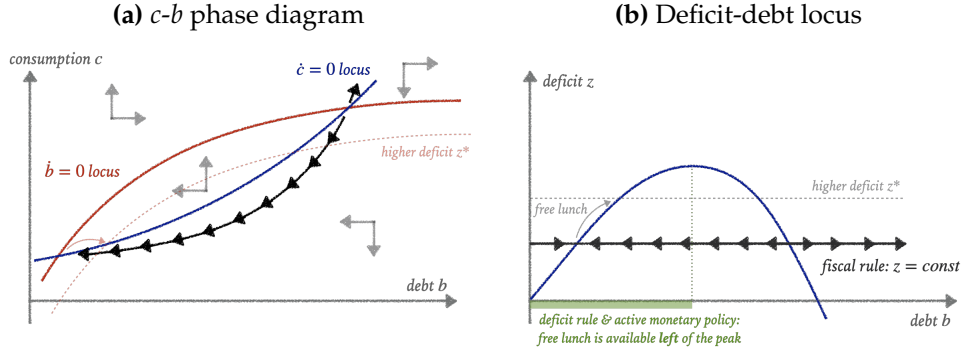 (a) c-b phase diagram
consumption c
ċ = 0 locus
ḃ = 0 locus
higher deficit z*
debt b
(b) Deficit-debt locus
deficit z
higher deficit z*
free lunch
fiscal rule: z = const
debt b
deficit rule & active monetary policy:
free lunch is available left of the peak